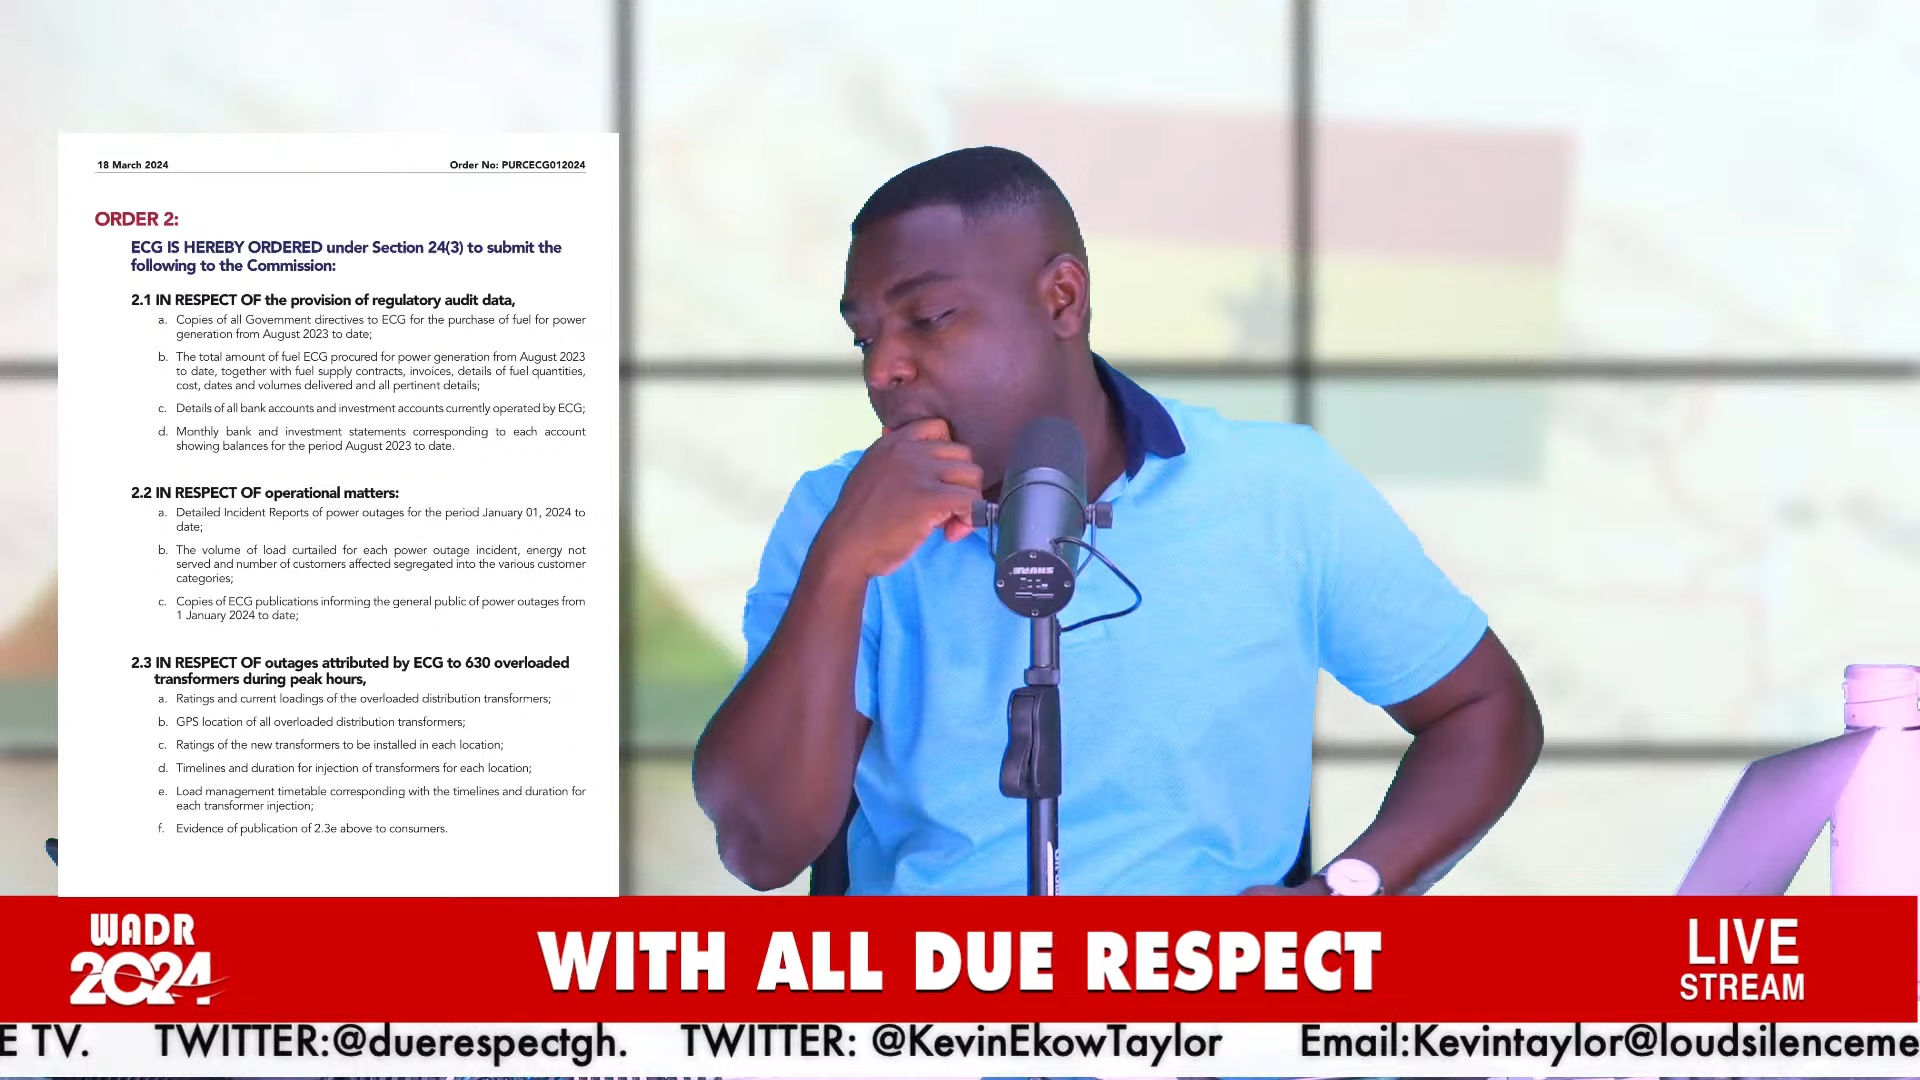 18 March 2024 Order No: PURCECG012024
ORDER 2:
ECG IS HEREBY ORDERED under Section 24(3) to submit the
following to the Commission:
2.1 IN RESPECT OF the provision of regulatory audit data,
a. Copies of all Government directives to ECG for the purchase of fuel for power
generation from August 2023 to date;
b. The total amount of fuel ECG procured for power generation from August 2023
to date, together with fuel supply contracts, invoices, details of fuel quantities,
cost, dates and volumes delivered and all pertinent details;
c. Details of all bank accounts and investment accounts currently operated by ECG;
d. Monthly bank and investment statements corresponding to each account
showing balances for the period August 2023 to date.
2.2 IN RESPECT OF operational matters:
a. Detailed Incident Reports of power outages for the period January 01, 2024 to
date;
b. The volume of load curtailed for each power outage incident, energy not
served and number of customers affected segregated into the various customer
categories;
c. Copies of ECG publications informing the general public of power outages from
1 January 2024 to date;
2.3 IN RESPECT OF outages attributed by ECG to 630 overloaded
transformers during peak hours,
a. Ratings and current loadings of the overloaded distribution transformers;
b. GPS location of all overloaded distribution transformers;
c. Ratings of the new transformers to be installed in each location;
d. Timelines and duration for injection of transformers for each location;
e. Load management timetable corresponding with the timelines and duration for
each transformer injection;
f. Evidence of publication of 2.3e above to consumers.
SHURE
WADR
2024
WITH ALL DUE RESPECT
LIVE
STREAM
E TV. TWITTER:@duerespectgh. TWITTER: @KevinEkowTaylor Email:Kevintaylor@loudsilenceme